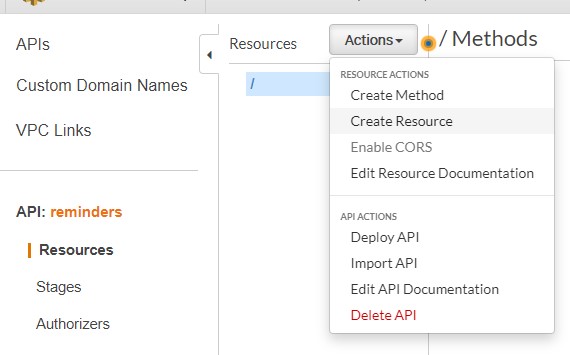 APIs
Custom Domain Names
VPC Links
API: reminders
Resources
Stages
Authorizers
Resources
Actions
/ Methods
/
RESOURCE ACTIONS
Create Method
Create Resource
Enable CORS
Edit Resource Documentation
API ACTIONS
Deploy API
Import API
Edit API Documentation
Delete API